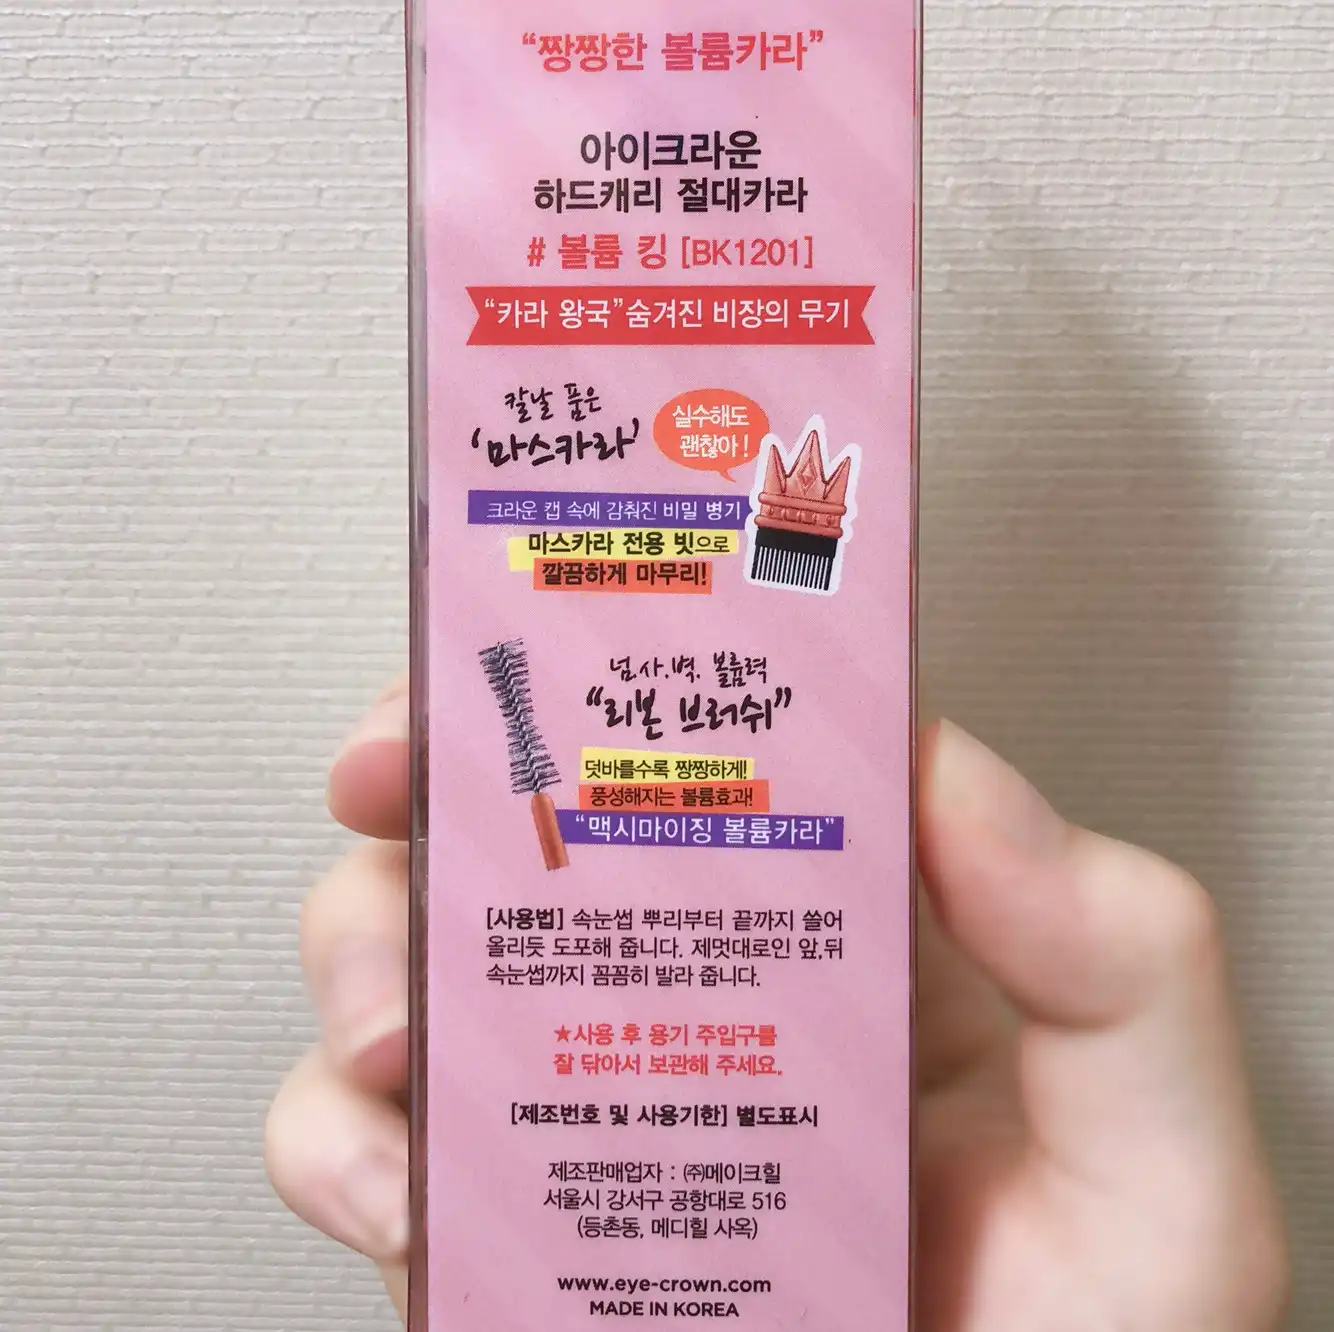 “짱짱한 볼륨카라”
아이크라운
하드캐리 절대카라
# 볼륨 킹 [BK1201]
“카라 왕국”숨겨진 비장의 무기
칼날 품은
‘마스카라’
실수해도
괜찮아!
크라운 캡 속에 감춰진 비밀 병기
마스카라 전용 빗으로
깔끔하게 마무리!
넘.사.벽. 볼륨력
“리본 브러쉬”
덧바를수록 짱짱하게!
풍성해지는 볼륨효과!
“맥시마이징 볼륨카라”
[사용법] 속눈썹 뿌리부터 끝까지 쓸어
올리듯 도포해 줍니다. 제멋대로인 앞,뒤
속눈썹까지 꼼꼼히 발라 줍니다.
★사용 후 용기 주입구를
잘 닦아서 보관해 주세요.
[제조번호 및 사용기한] 별도표시
제조판매업자 : ㈜메이크힐
서울시 강서구 공항대로 516
(등촌동, 메디힐 사옥)
www.eye-crown.com
MADE IN KOREA